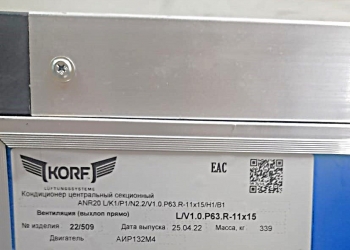 KORF
LÜFTUNGSSYSTEME
EAC
Кондиционер центральный секционный
ANR20 L/K1/P1/N2.2/V1.0.P63.R-11x15/H1/B1
Вентиляция (выхлоп прямо) L/V1.0.P63.R-11x15
№ изделия 22/509 Дата выпуска 25.04.22 Масса, кг 339
Двигатель АИР132М4